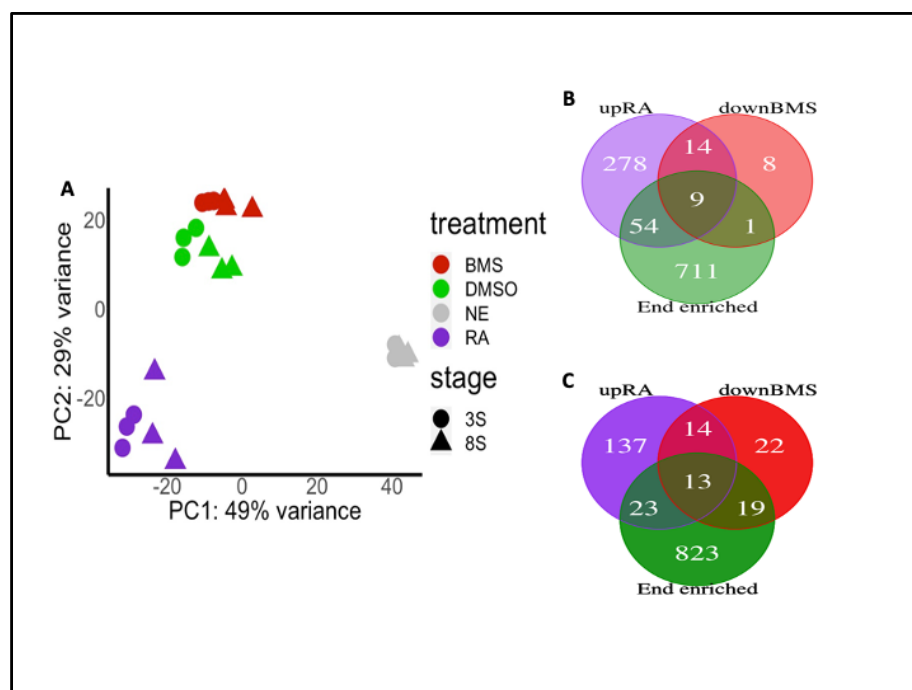 A
20
0
-20
PC2: 29% variance
-20
0
20
40
PC1: 49% variance
treatment
BMS
DMSO
NE
RA
stage
3S
8S
B
upRA
downBMS
278
14
8
9
54
1
711
End enriched
C
upRA
downBMS
137
14
22
13
23
19
823
End enriched